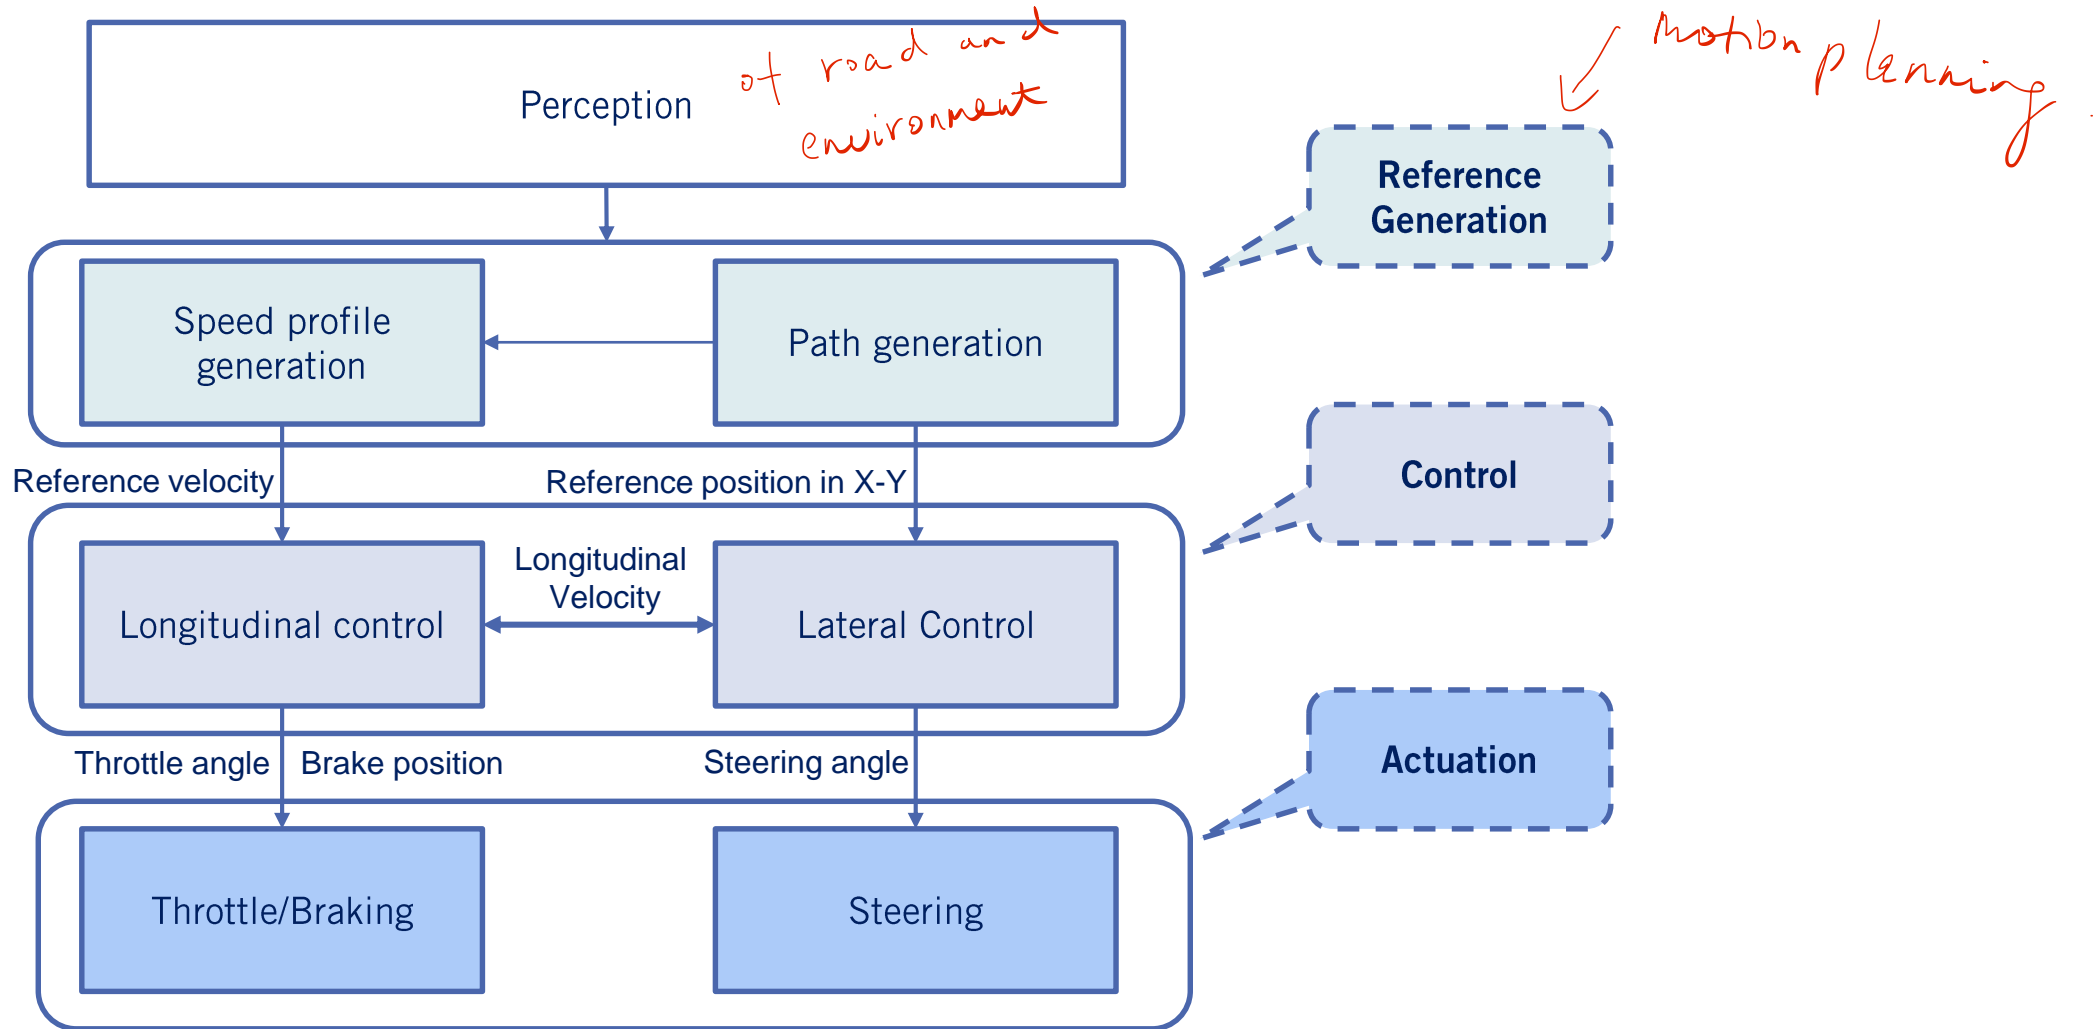 Perception
of road and
environment
Motion planning
Reference
Generation
Speed profile
generation
Path generation
Reference velocity
Reference position in X-Y
Control
Longitudinal control
Longitudinal
Velocity
Lateral Control
Throttle angle
Brake position
Steering angle
Actuation
Throttle/Braking
Steering